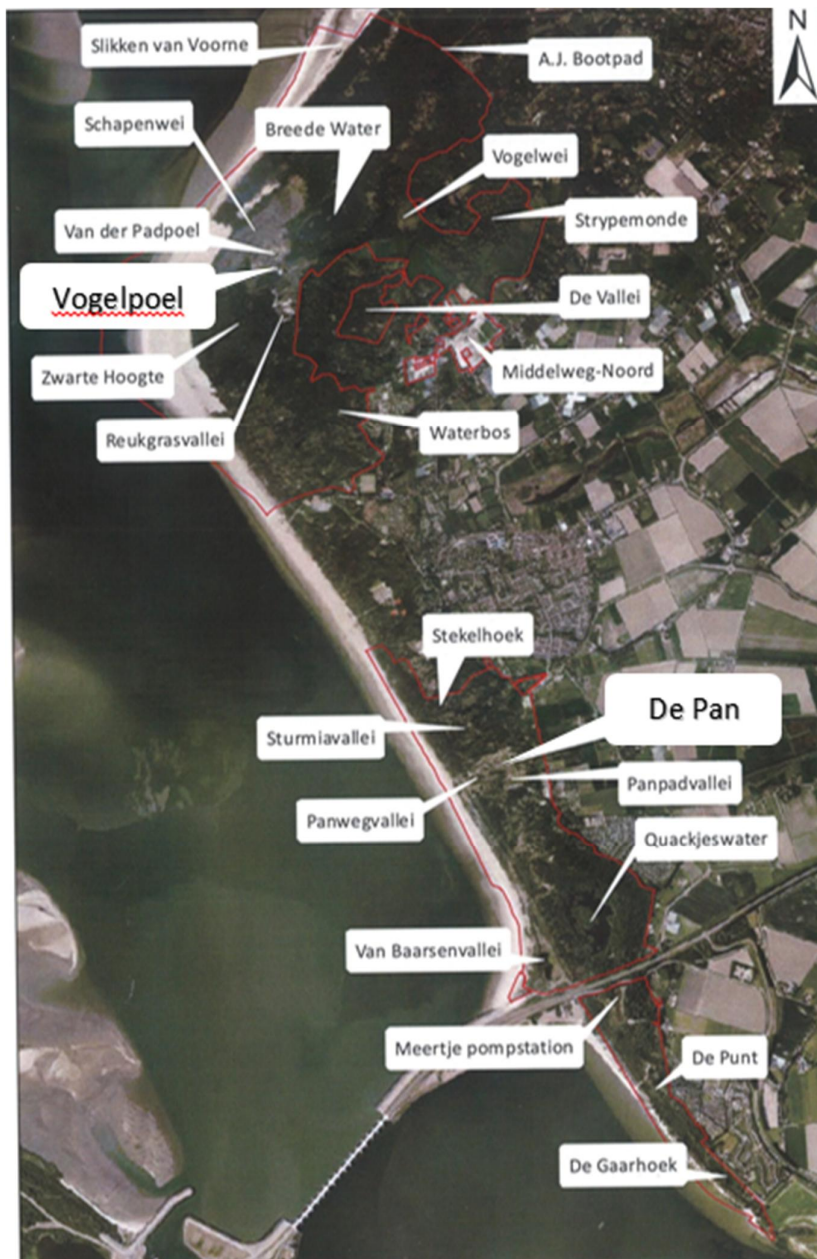 N
Slikken van Voorne
A.J. Bootpad
Schapenwei
Breede Water
Vogelwei
Strypemonde
Van der Padpoel
Vogelpoel
De Vallei
Zwarte Hoogte
Middelweg-Noord
Reukgrasvallei
Waterbos
Stekelhoek
De Pan
Sturmiavallei
Panpadvallei
Panwegvallei
Quackjeswater
Van Baarsenvallei
Meertje pompstation
De Punt
De Gaarhoek